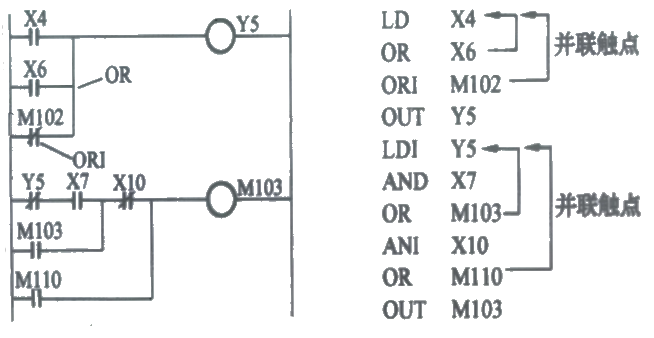 X4
Y5
X6
OR
M102
ORI
Y5 X7 X10 M103
M103
M110
LD X4
OR X6
ORI M102
OUT Y5
LDI Y5
AND X7
OR M103
ANI X10
OR M110
OUT M103
并联触点
并联触点